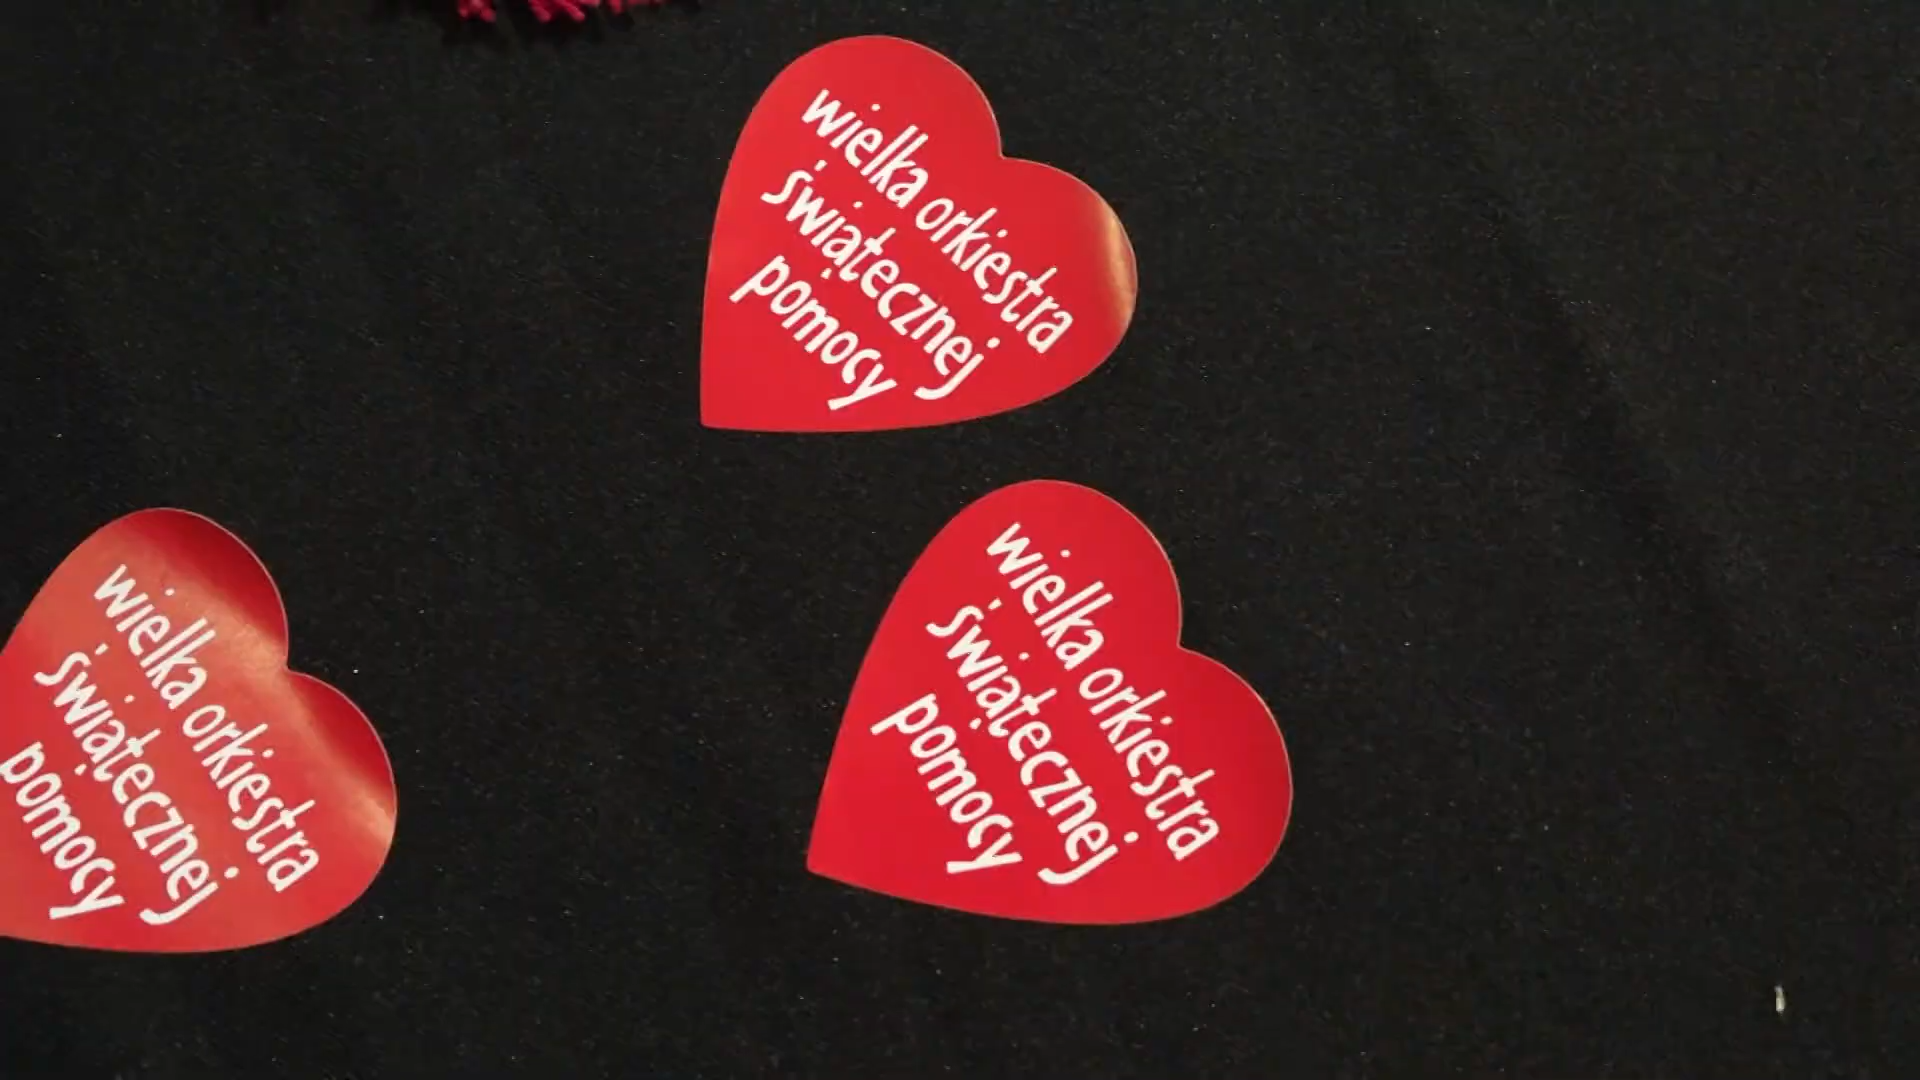 wielka orkiestra
świątecznej
pomocy
wielka orkiestra
świątecznej
pomocy
wielka orkiestra
świątecznej
pomocy